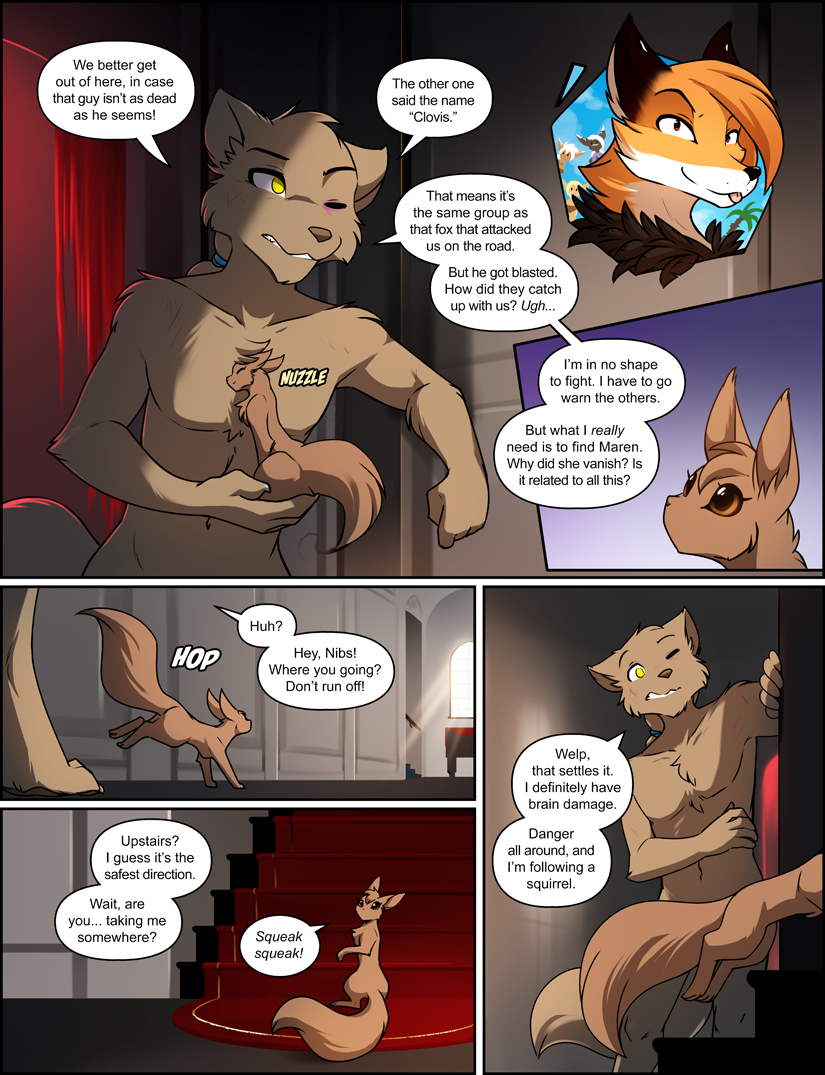 We better get
out of here, in case
that guy isn't as dead
as he seems!
The other one
said the name
"Clovis."
That means it's
the same group as
that fox that attacked
us on the road.
But he got blasted.
How did they catch
up with us? Ugh...
NUZZLE
I'm in no shape
to fight. I have to go
warn the others.
But what I really
need is to find Maren.
Why did she vanish? Is
it related to all this?
HOP
Huh?
Hey, Nibs!
Where you going?
Don't run off!
Upstairs?
I guess it's the
safest direction.
Wait, are
you... taking me
somewhere?
Squeak
squeak!
Welp,
that settles it.
I definitely have
brain damage.
Danger
all around, and
I'm following a
squirrel.